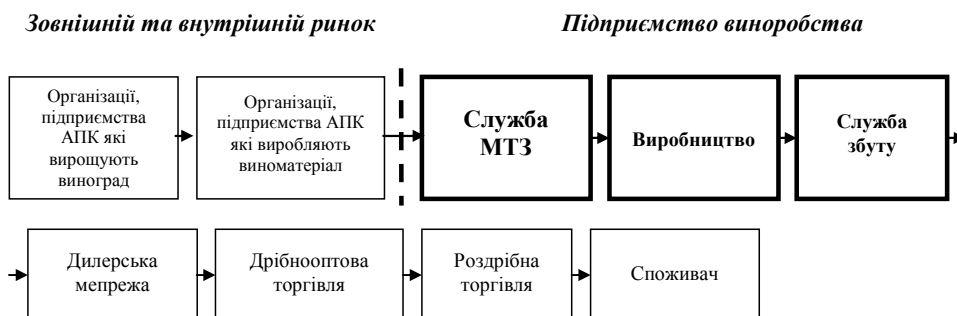 Зовнішній та внутрішній ринок
Підприємство виноробства
Організації,
підприємства
АПК які
вирощують
виноград
Організації,
підприємства АПК
які виробляють
виноматеріал
Служба
МТЗ
Виробництво
Служба
збуту
Дилерська
мепрежа
Дрібнооптова
торгівля
Роздрібна
торгівля
Споживач